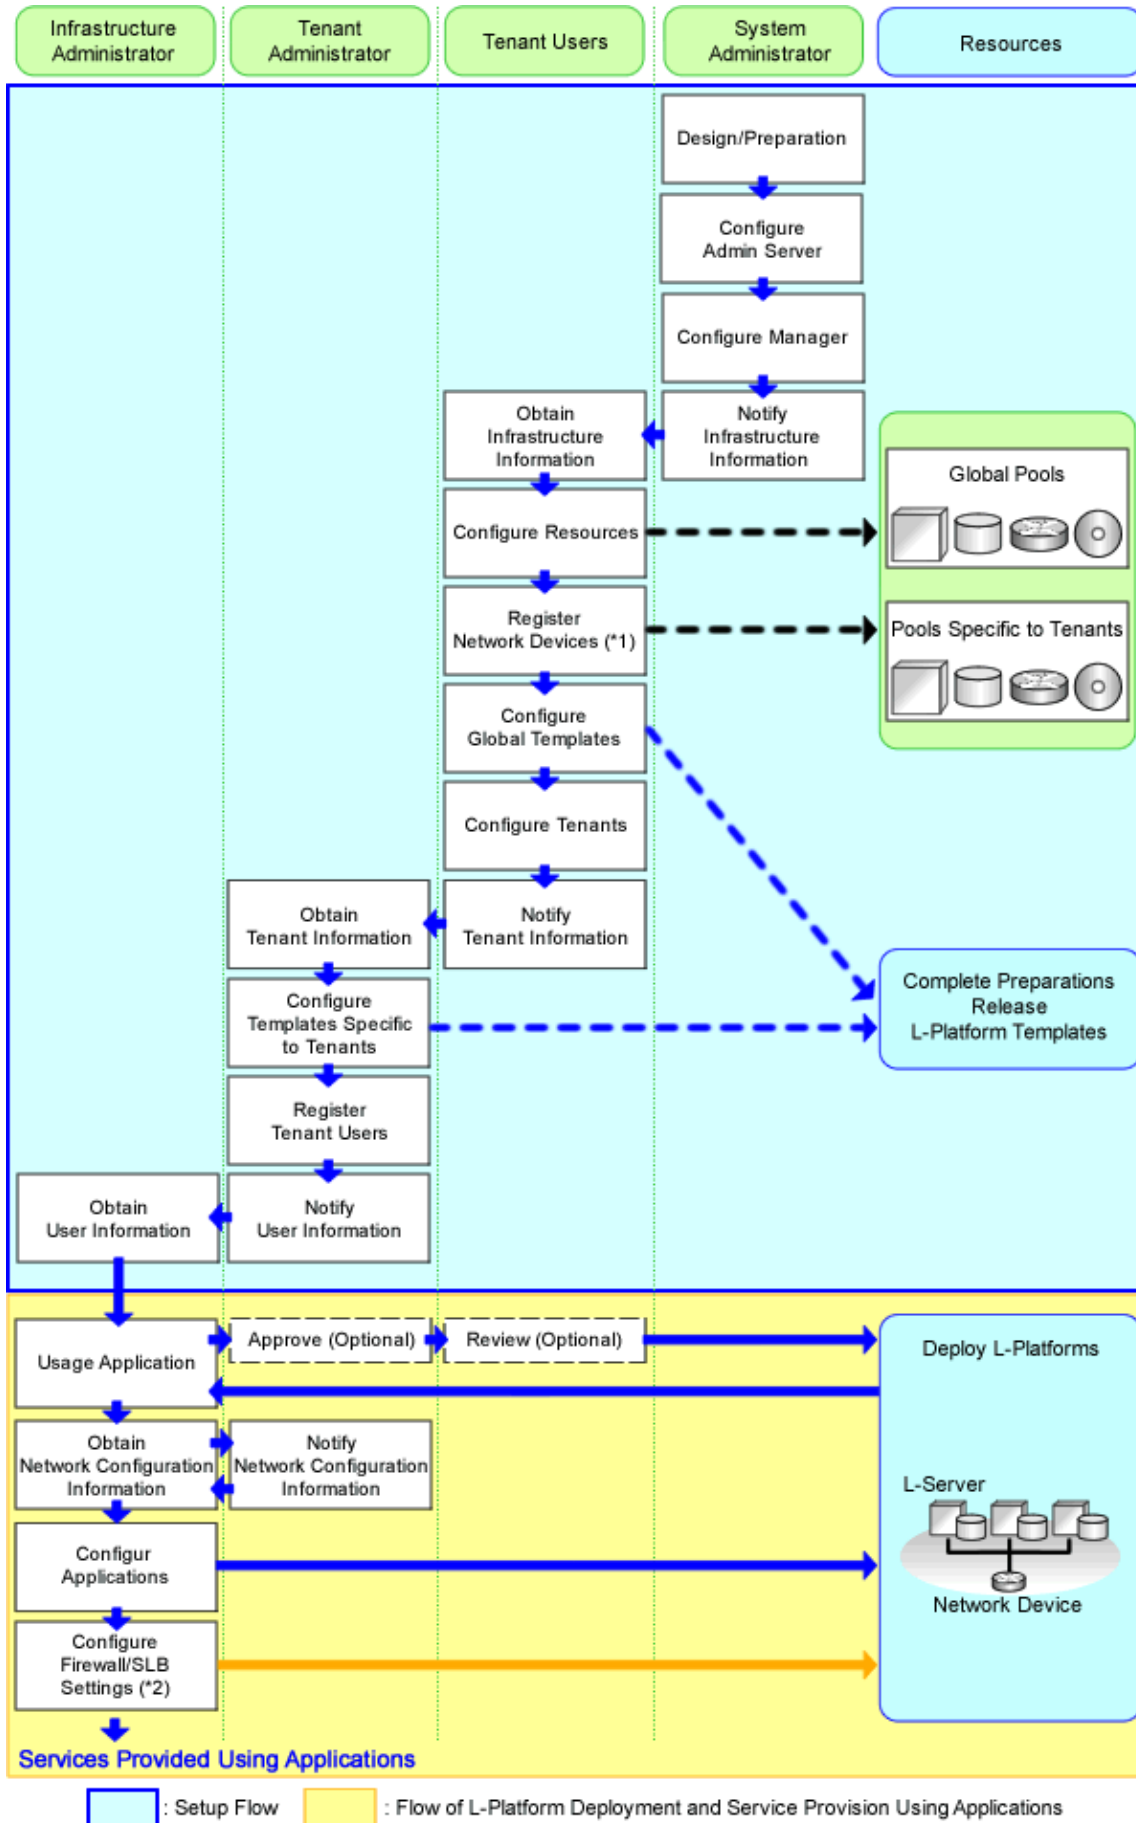 Infrastructure
Administrator
Tenant
Administrator
Tenant Users
System
Administrator
Resources
Design/Preparation
Configure
Admin Server
Configure Manager
Obtain
Infrastructure
Information
Notify
Infrastructure
Information
Global Pools
Configure Resources
Register
Network Devices (*1)
Pools Specific to Tenants
Configure
Global Templates
Configure Tenants
Obtain
Tenant Information
Notify
Tenant Information
Configure
Templates Specific
to Tenants
Complete Preparations
Release
L-Platform Templates
Register
Tenant Users
Obtain
User Information
Notify
User Information
Usage Application
Approve (Optional)
Review (Optional)
Deploy L-Platforms
Obtain
Network Configuration
Information
Notify
Network Configuration
Information
L-Server
Network Device
Configur
Applications
Configure
Firewall/SLB
Settings (*2)
Services Provided Using Applications
: Setup Flow
: Flow of L-Platform Deployment and Service Provision Using Applications